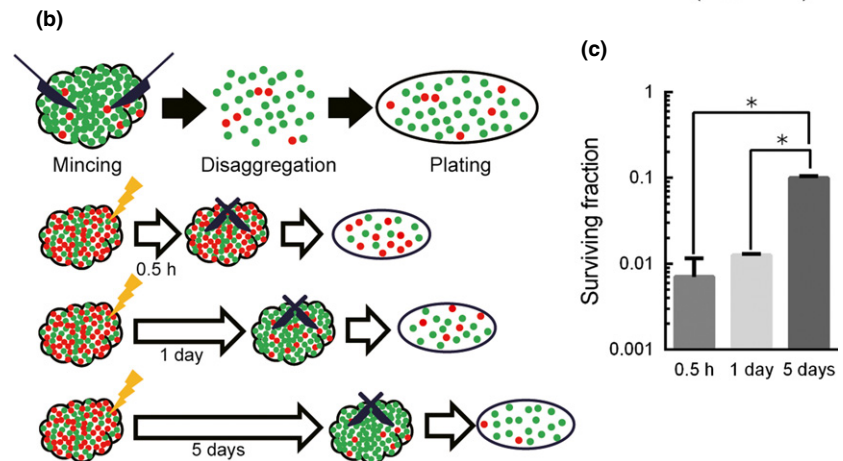 (b)
Mincing
Disaggregation
Plating
0.5 h
1 day
5 days
(c)
Surviving fraction
1
0.1
0.01
0.001
*
*
0.5 h 1 day 5 days